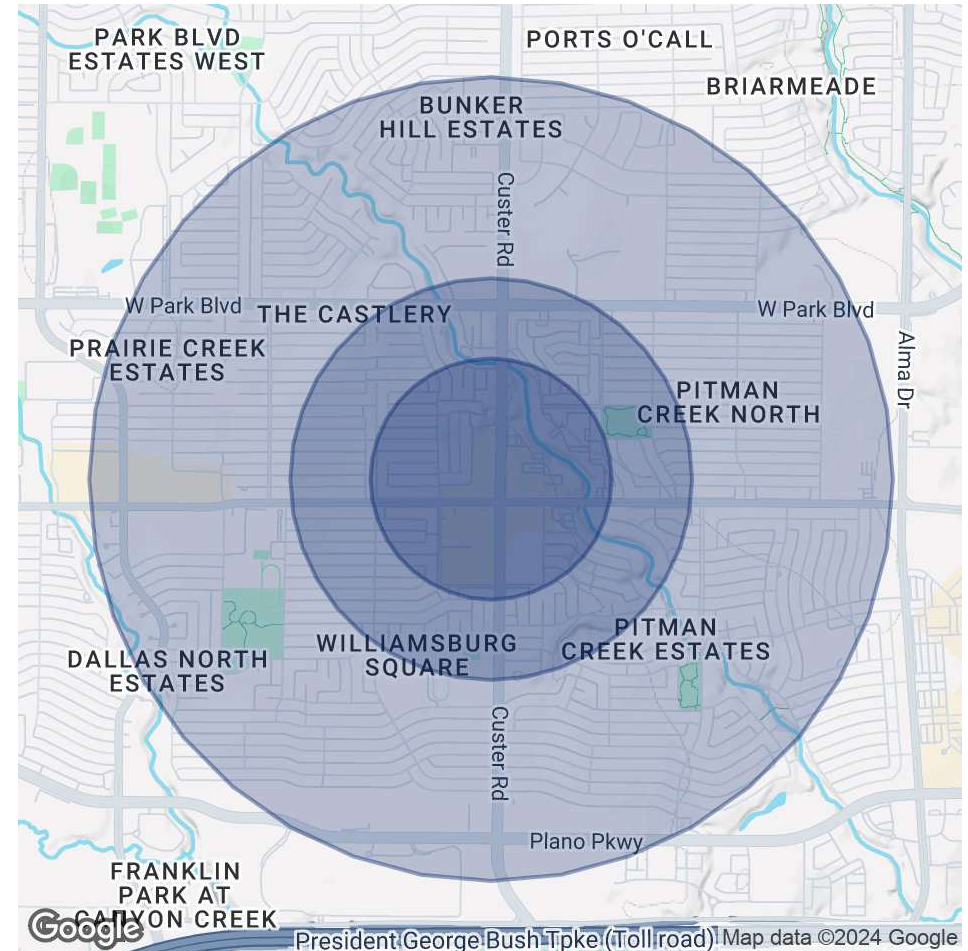 PARK BLVD
ESTATES WEST
PORTS O'CALL
BRIARMEADE
BUNKER
HILL ESTATES
Custer Rd
W Park Blvd
THE CASTLERY
W Park Blvd
PRAIRIE CREEK
ESTATES
Alma Dr
PITMAN
CREEK NORTH
WILLIAMSBURG
SQUARE
PITMAN
CREEK ESTATES
DALLAS NORTH
ESTATES
Custer Rd
Plano Pkwy
FRANKLIN
PARK AT
CANYON CREEK
Google
President George Bush Tpke (Toll road)
Map data ©2024 Google